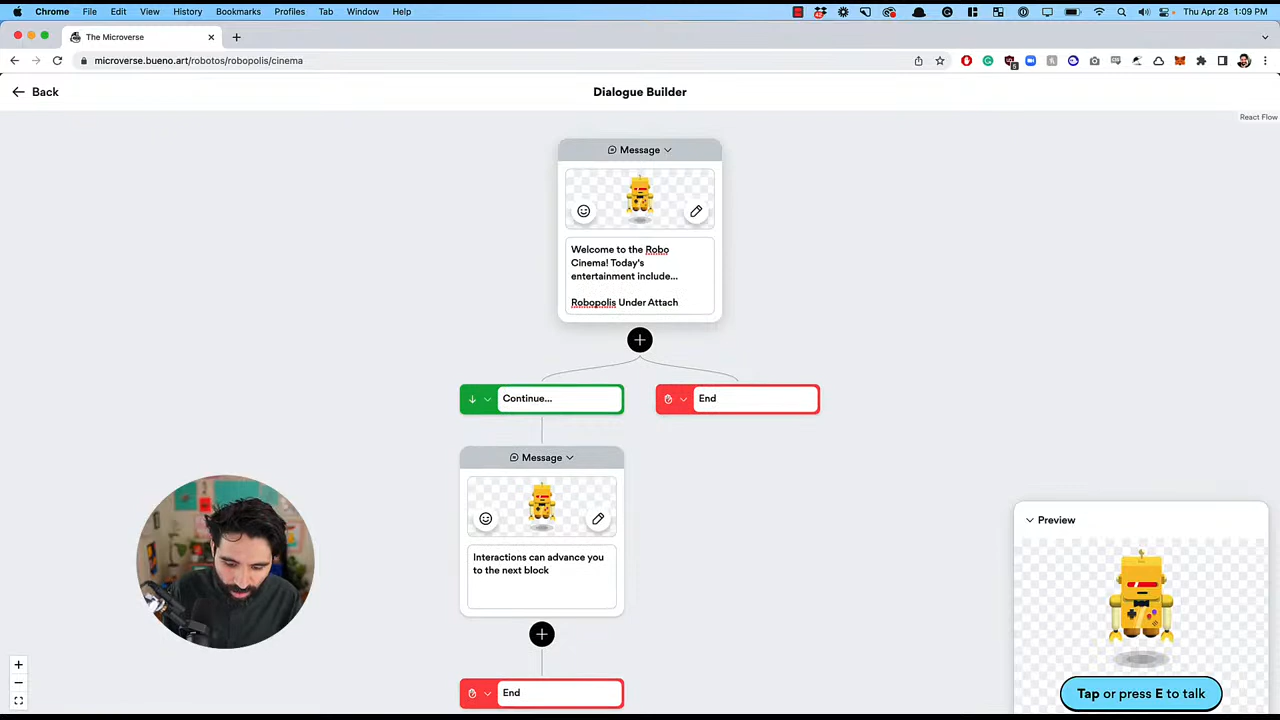 Chrome File Edit View History Bookmarks Profiles Tab Window Help Thu Apr 28 1:09 PM
The Microverse
microverse.bueno.art/robotos/robopolis/cinema
Back Dialogue Builder
React Flow
Message
Welcome to the Robo
Cinema! Today's
entertainment include...
Robopolis Under Attach
Continue... End
Message
Interactions can advance you
to the next block
End
Preview
Tap or press E to talk